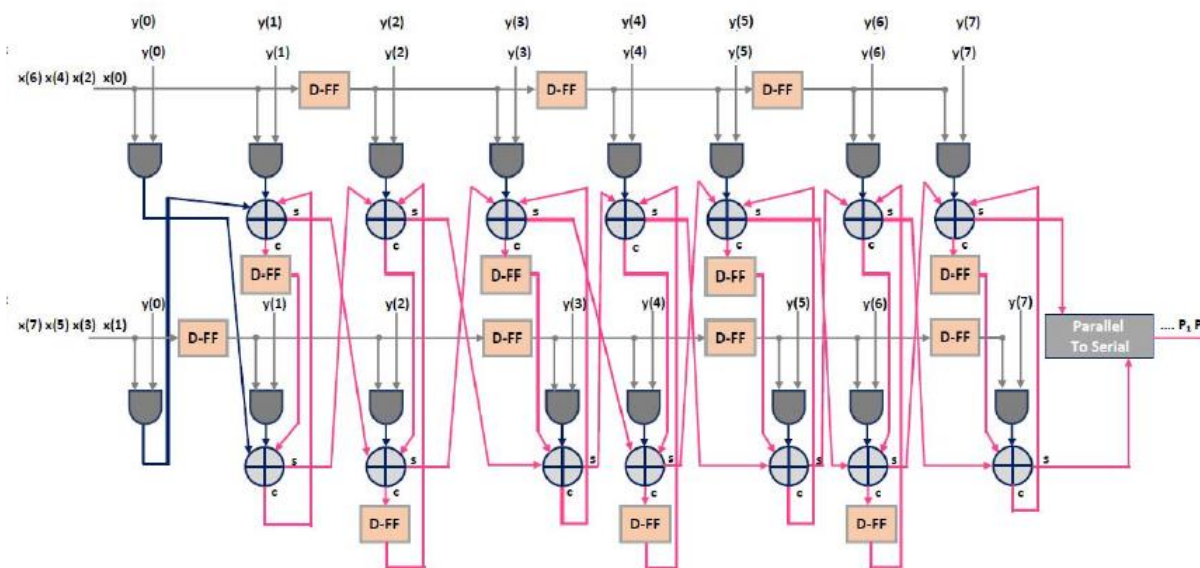 y(0) y(1) y(2) y(3) y(4) y(5) y(6) y(7)
y(0) y(1) y(2) y(3) y(4) y(5) y(6) y(7)
x(6) x(4) x(2) x(0)
D-FF D-FF D-FF
s s s s s s s s
c c c c c c c
D-FF D-FF D-FF D-FF
y(0) y(1) y(2) y(3) y(4) y(5) y(6) y(7)
x(7) x(5) x(3) x(1)
D-FF D-FF D-FF D-FF
Parallel
To Serial
.... P₁ P
s s s s s s s
c c c c c c c
D-FF D-FF D-FF